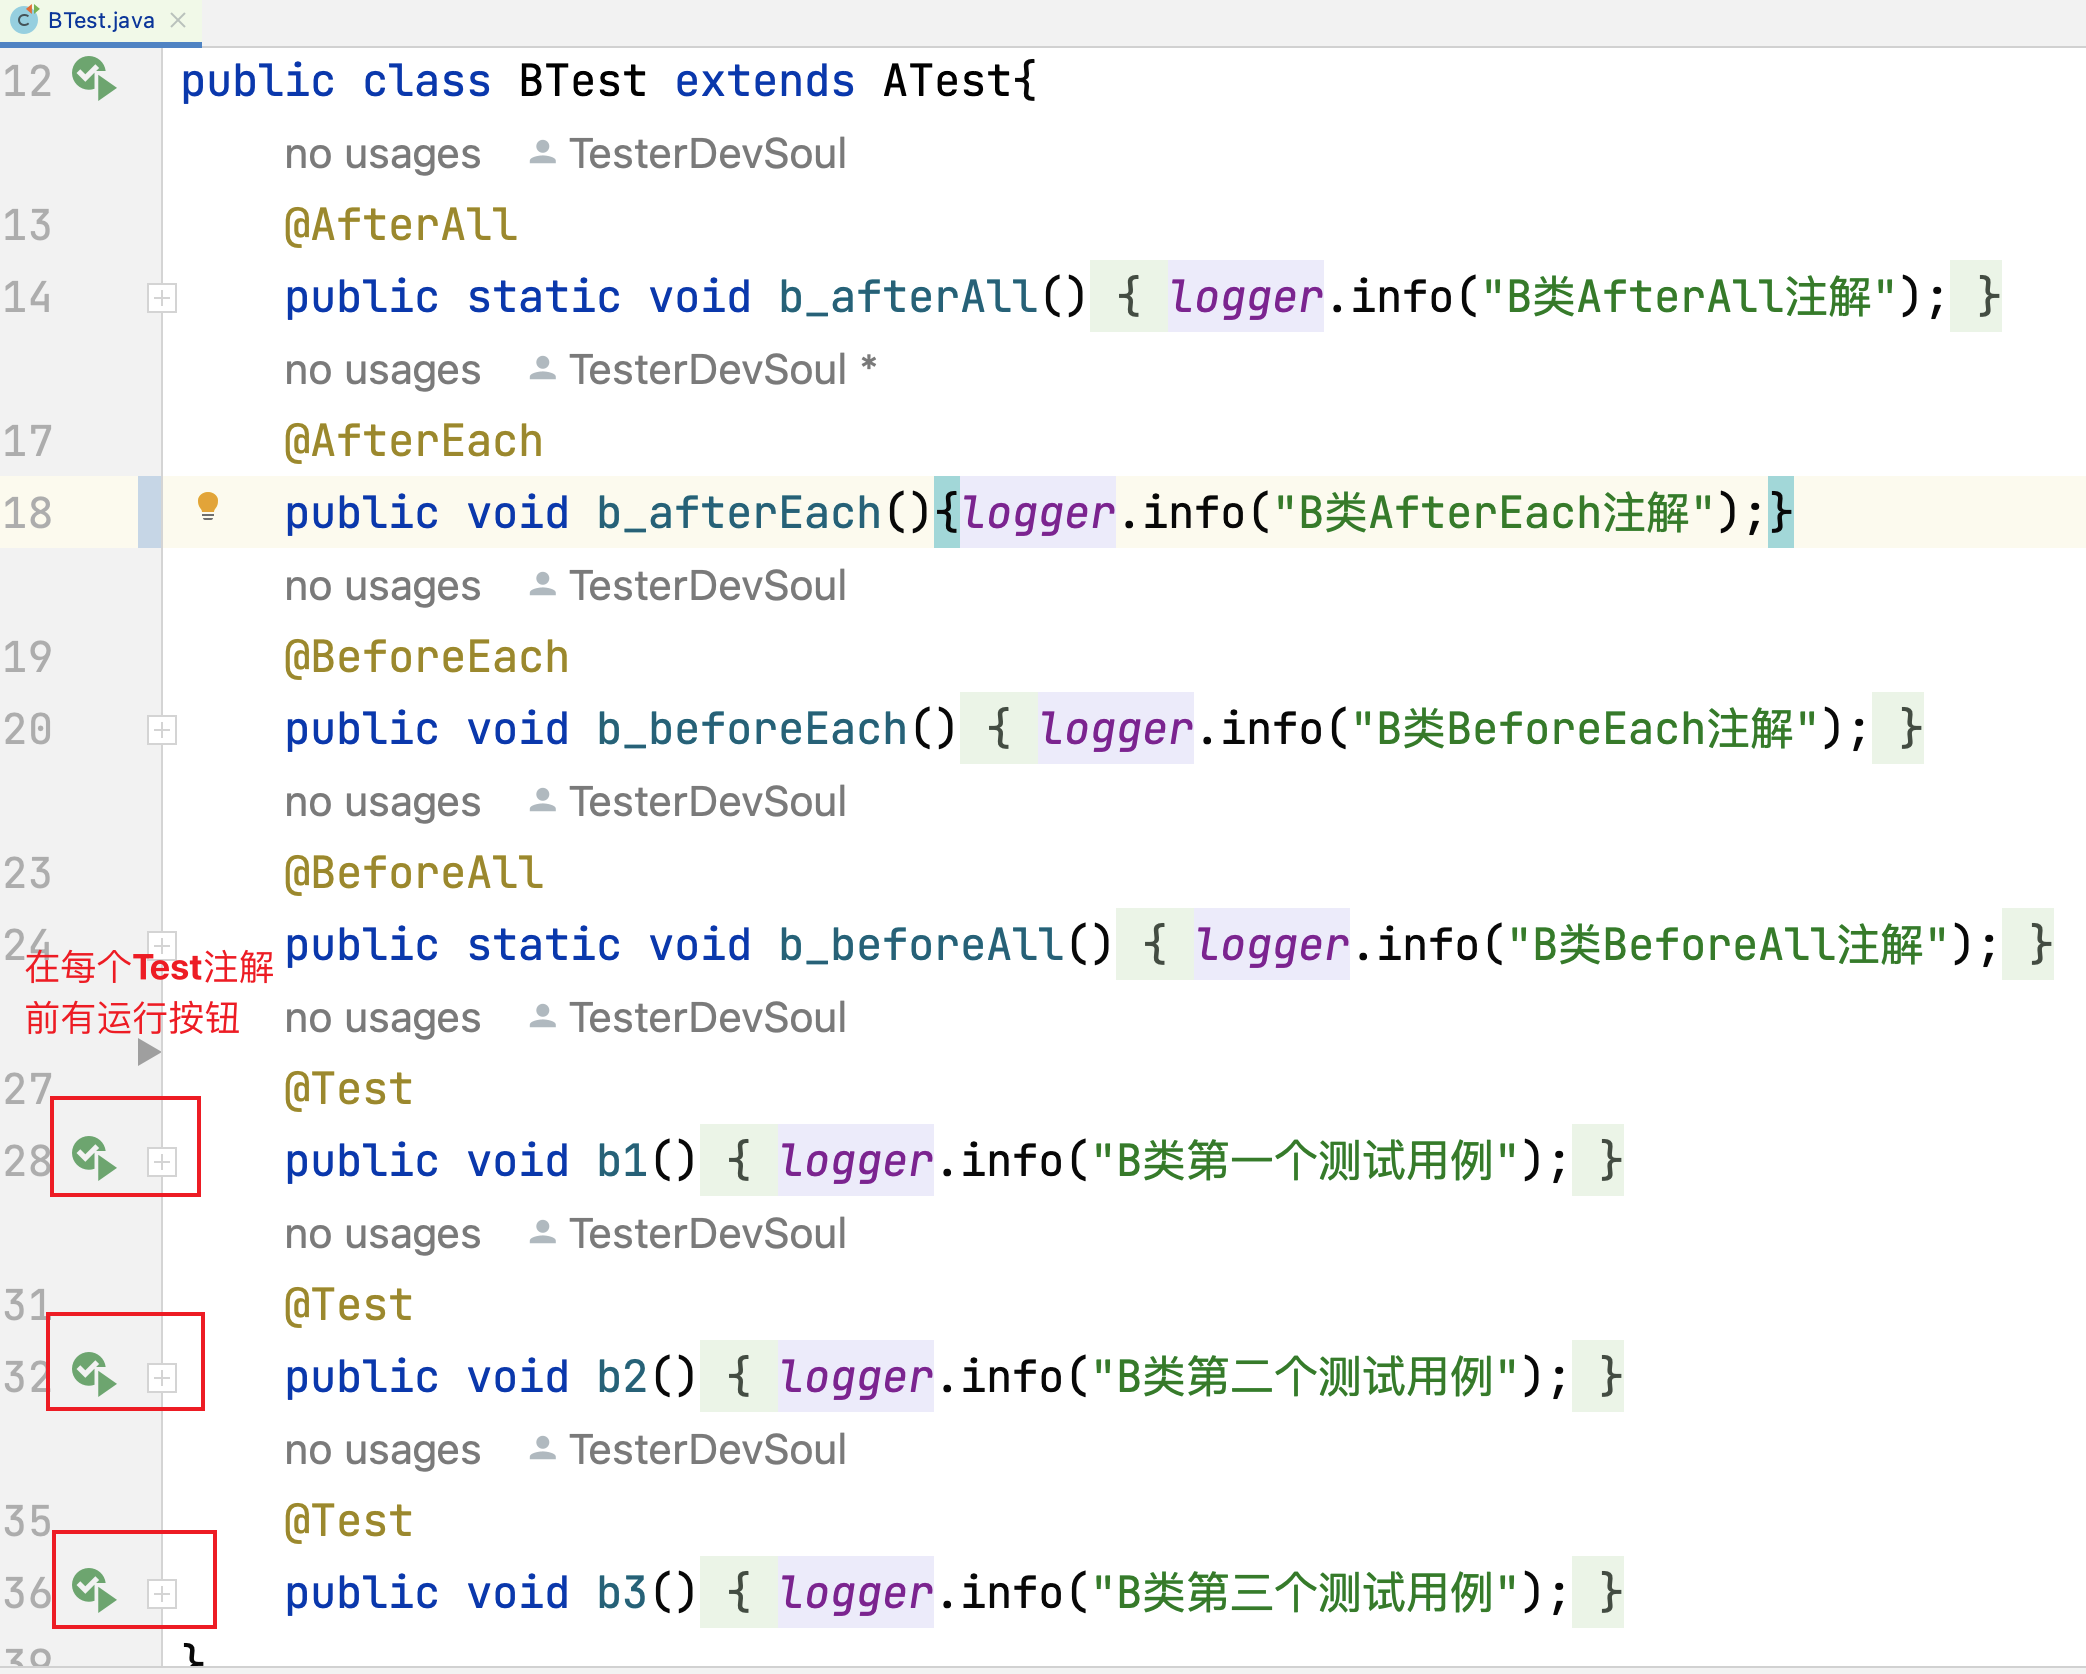 BTest.java
12 public class BTest extends ATest{
no usages TesterDevSoul
13 @AfterAll
14 public static void b_afterAll() { logger.info("B类AfterAll注解"); }
no usages TesterDevSoul *
17 @AfterEach
18 public void b_afterEach(){logger.info("B类AfterEach注解");}
no usages TesterDevSoul
19 @BeforeEach
20 public void b_beforeEach() { logger.info("B类BeforeEach注解"); }
no usages TesterDevSoul
23 @BeforeAll
24 public static void b_beforeAll() { logger.info("B类BeforeAll注解"); }
在每个Test注解
前有运行按钮
no usages TesterDevSoul
27 @Test
28 public void b1() { logger.info("B类第一个测试用例"); }
no usages TesterDevSoul
31 @Test
32 public void b2() { logger.info("B类第二个测试用例"); }
no usages TesterDevSoul
35 @Test
36 public void b3() { logger.info("B类第三个测试用例"); }
39 }